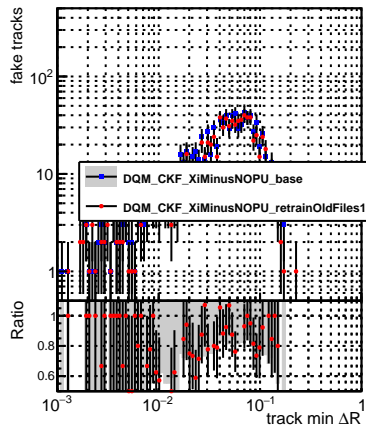 fake tracks
10²
DQM_CKF_XiMinusNOPU_base
DQM_CKF_XiMinusNOPU_retrainOldFiles1
10
1
Ratio
1
0.8
0.6
10⁻³ 10⁻² 10⁻¹ 1
track min ΔR